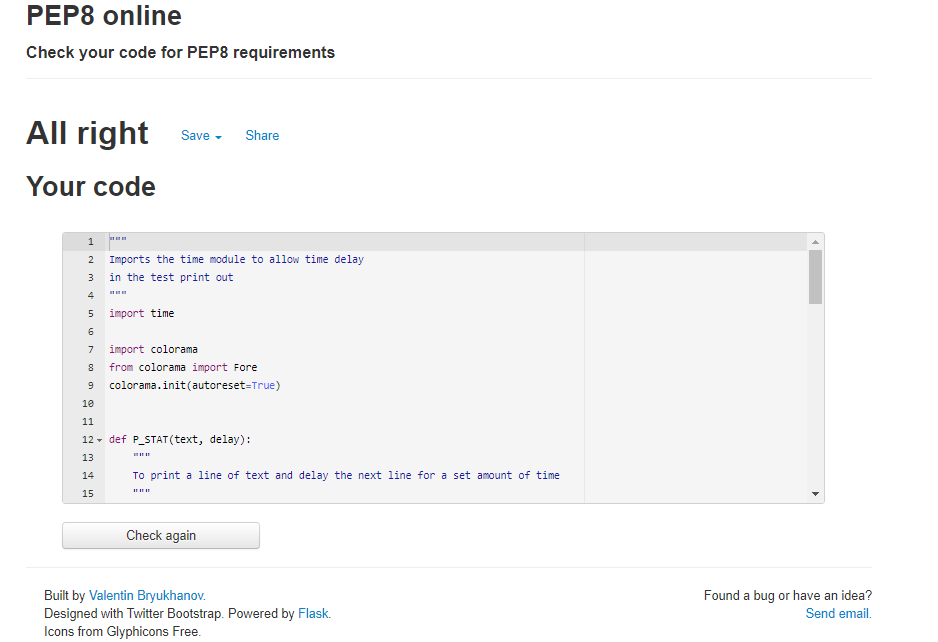 PEP8 online
Check your code for PEP8 requirements
All right Save Share
Your code
1 """
2 Imports the time module to allow time delay
3 in the test print out
4 """
5 import time
6
7 import colorama
8 from colorama import Fore
9 colorama.init(autoreset=True)
10
11
12 def P_STAT(text, delay):
13 """
14 To print a line of text and delay the next line for a set amount of time
15 """
Check again
Built by Valentin Bryukhanov. Found a bug or have an idea?
Designed with Twitter Bootstrap. Powered by Flask. Send email.
Icons from Glyphicons Free.